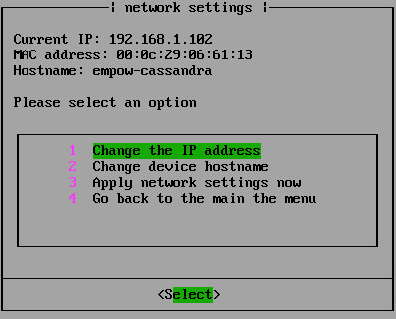 network settings
Current IP: 192.168.1.102
MAC address: 00:0c:29:06:61:13
Hostname: empow-cassandra
Please select an option
1 Change the IP address
2 Change device hostname
3 Apply network settings now
4 Go back to the main the menu
<Select>